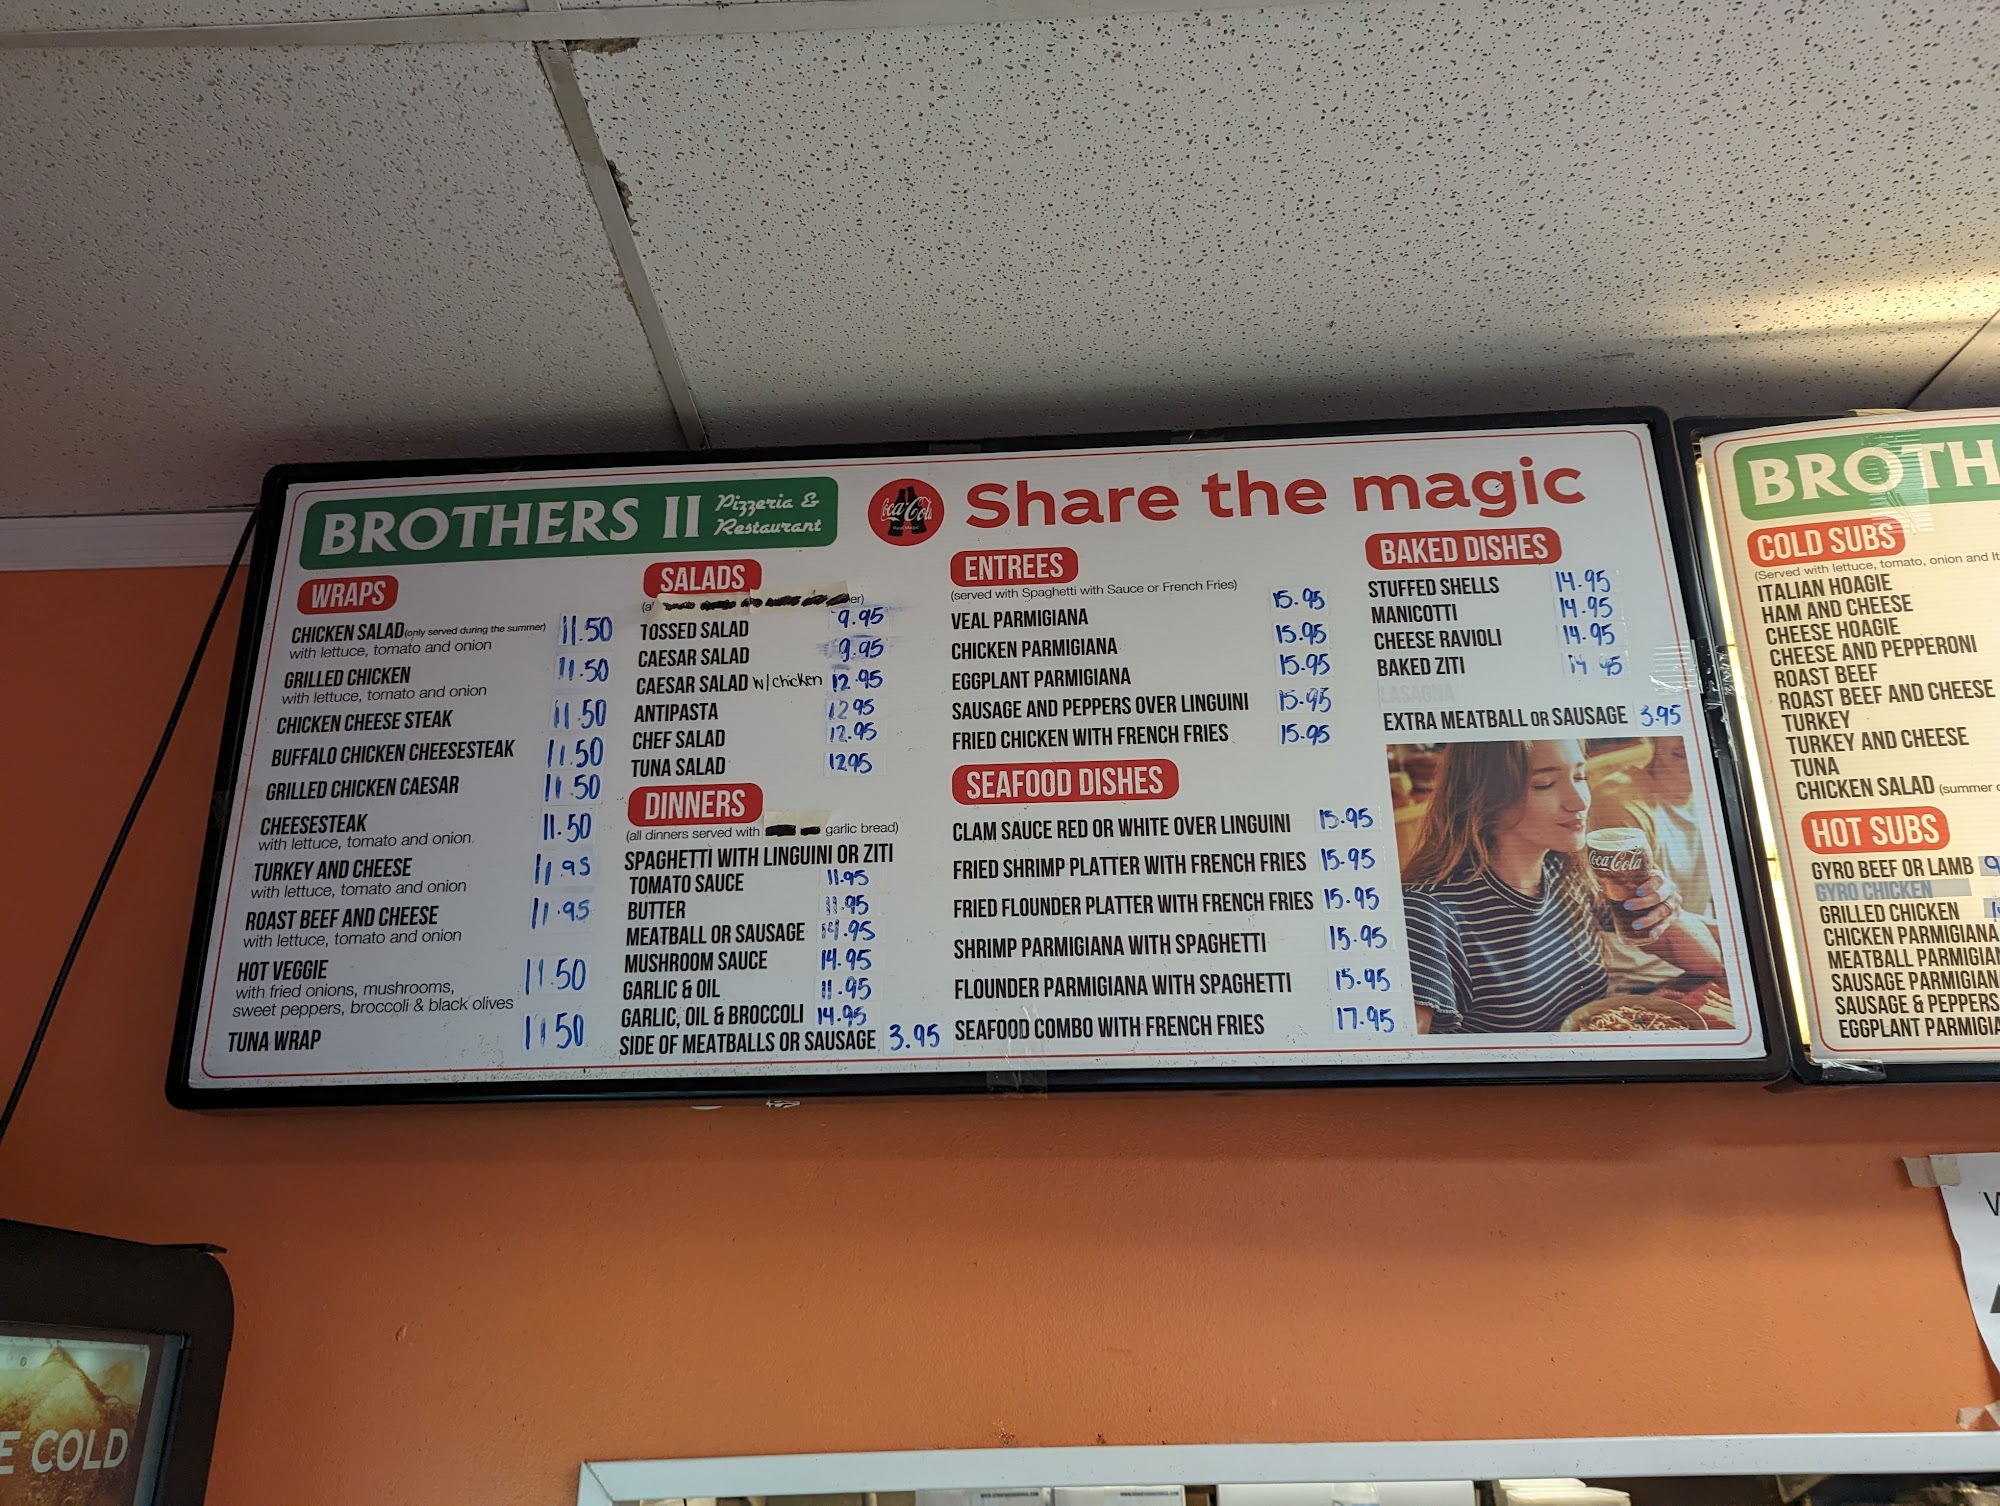 BROTHERS II Pizzeria & Restaurant
Coca-Cola
Share the magic
WRAPS
CHICKEN SALAD (only served during the summer) 11.50
with lettuce, tomato and onion
GRILLED CHICKEN 11.50
with lettuce, tomato and onion
CHICKEN CHEESE STEAK 11.50
BUFFALO CHICKEN CHEESESTEAK 11.50
GRILLED CHICKEN CAESAR 11.50
CHEESESTEAK 11.50
with lettuce, tomato and onion.
TURKEY AND CHEESE 11.95
with lettuce, tomato and onion
ROAST BEEF AND CHEESE 11.95
with lettuce, tomato and onion
HOT VEGGIE 11.50
with fried onions, mushrooms,
sweet peppers, broccoli & black olives
TUNA WRAP 11.50
SALADS
TOSSED SALAD 9.95
CAESAR SALAD 9.95
CAESAR SALAD w/chicken 12.95
ANTIPASTA 12.95
CHEF SALAD 12.95
TUNA SALAD 12.95
DINNERS
(all dinners served with garlic bread)
SPAGHETTI WITH LINGUINI OR ZITI
TOMATO SAUCE 11.95
BUTTER 11.95
MEATBALL OR SAUSAGE 14.95
MUSHROOM SAUCE 14.95
GARLIC & OIL 11.95
GARLIC, OIL & BROCCOLI 14.95
SIDE OF MEATBALLS OR SAUSAGE 3.95
ENTREES
(served with Spaghetti with Sauce or French Fries)
VEAL PARMIGIANA 15.95
CHICKEN PARMIGIANA 15.95
EGGPLANT PARMIGIANA 15.95
SAUSAGE AND PEPPERS OVER LINGUINI 15.95
FRIED CHICKEN WITH FRENCH FRIES 15.95
SEAFOOD DISHES
CLAM SAUCE RED OR WHITE OVER LINGUINI 15.95
FRIED SHRIMP PLATTER WITH FRENCH FRIES 15.95
FRIED FLOUNDER PLATTER WITH FRENCH FRIES 15.95
SHRIMP PARMIGIANA WITH SPAGHETTI 15.95
FLOUNDER PARMIGIANA WITH SPAGHETTI 15.95
SEAFOOD COMBO WITH FRENCH FRIES 17.95
BAKED DISHES
STUFFED SHELLS 14.95
MANICOTTI 14.95
CHEESE RAVIOLI 14.95
BAKED ZITI 14 95
LASAGNA
EXTRA MEATBALL OR SAUSAGE 3.95
Coca-Cola
BROTH
COLD SUBS
(Served with lettuce, tomato, onion and It
ITALIAN HOAGIE
HAM AND CHEESE
CHEESE HOAGIE
CHEESE AND PEPPERONI
ROAST BEEF
ROAST BEEF AND CHEESE
TURKEY
TURKEY AND CHEESE
TUNA
CHICKEN SALAD (summer
HOT SUBS
GYRO BEEF OR LAMB 9
GYRO CHICKEN
GRILLED CHICKEN
CHICKEN PARMIGIANA
MEATBALL PARMIGIAN
SAUSAGE PARMIGIAN
SAUSAGE & PEPPERS
EGGPLANT PARMIGIA
E COLD